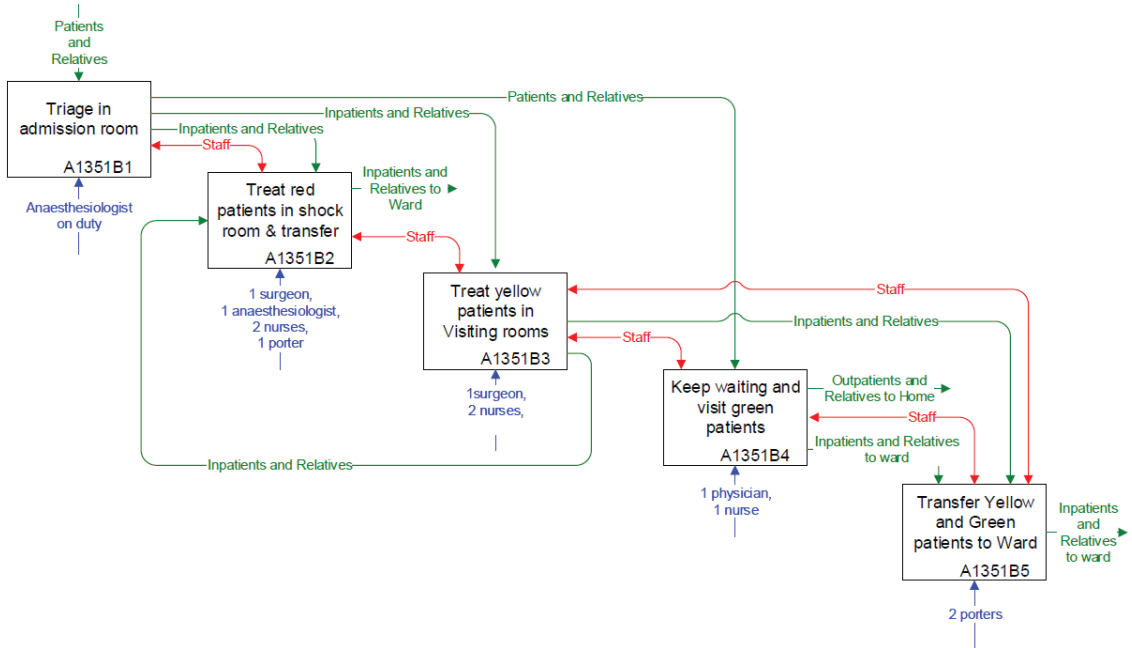 Patients
and
Relatives
Triage in
admission room
A1351B1
Patients and Relatives
Inpatients and Relatives
Inpatients and Relatives
Staff
Anaesthesiologist
on duty
Treat red
patients in shock
room & transfer
A1351B2
Inpatients and
Relatives to
Ward
Staff
1 surgeon,
1 anaesthesiologist,
2 nurses,
1 porter
Treat yellow
patients in
Visiting rooms
A1351B3
Staff
Inpatients and Relatives
Staff
1surgeon,
2 nurses,
Inpatients and Relatives
Keep waiting and
visit green
patients
A1351B4
Outpatients and
Relatives to Home
Staff
Inpatients and Relatives
to ward
1 physician,
1 nurse
Transfer Yellow
and Green
patients to Ward
A1351B5
Inpatients
and
Relatives
to ward
2 porters